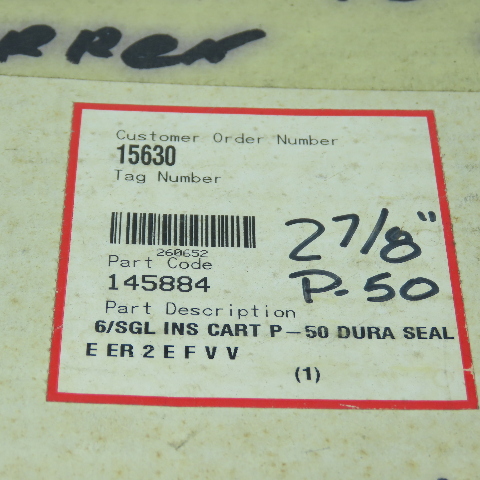 Customer Order Number
15630
Tag Number
260652
Part Code
145884
2 7/8"
P-50
Part Description
6/SGL INS CART P-50 DURA SEAL
E ER 2 E F V V
(1)